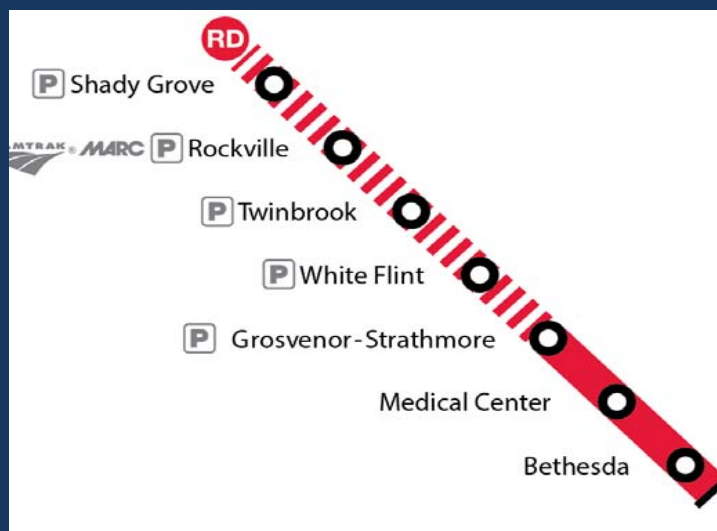 RD
P Shady Grove
MARC P Rockville
P Twinbrook
P White Flint
P Grosvenor-Strathmore
Medical Center
Bethesda